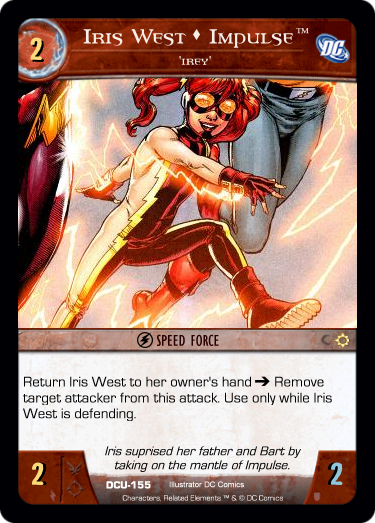 2
Iris West ♦ Impulse™
'Irey'
DC
SPEED FORCE
Return Iris West to her owner's hand ➔ Remove
target attacker from this attack. Use only while Iris
West is defending.
Iris suprised her father and Bart by
taking on the mantle of Impulse.
2
DCU-155 Illustrator DC Comics
2
Characters, Related Elements ™ & © DC Comics